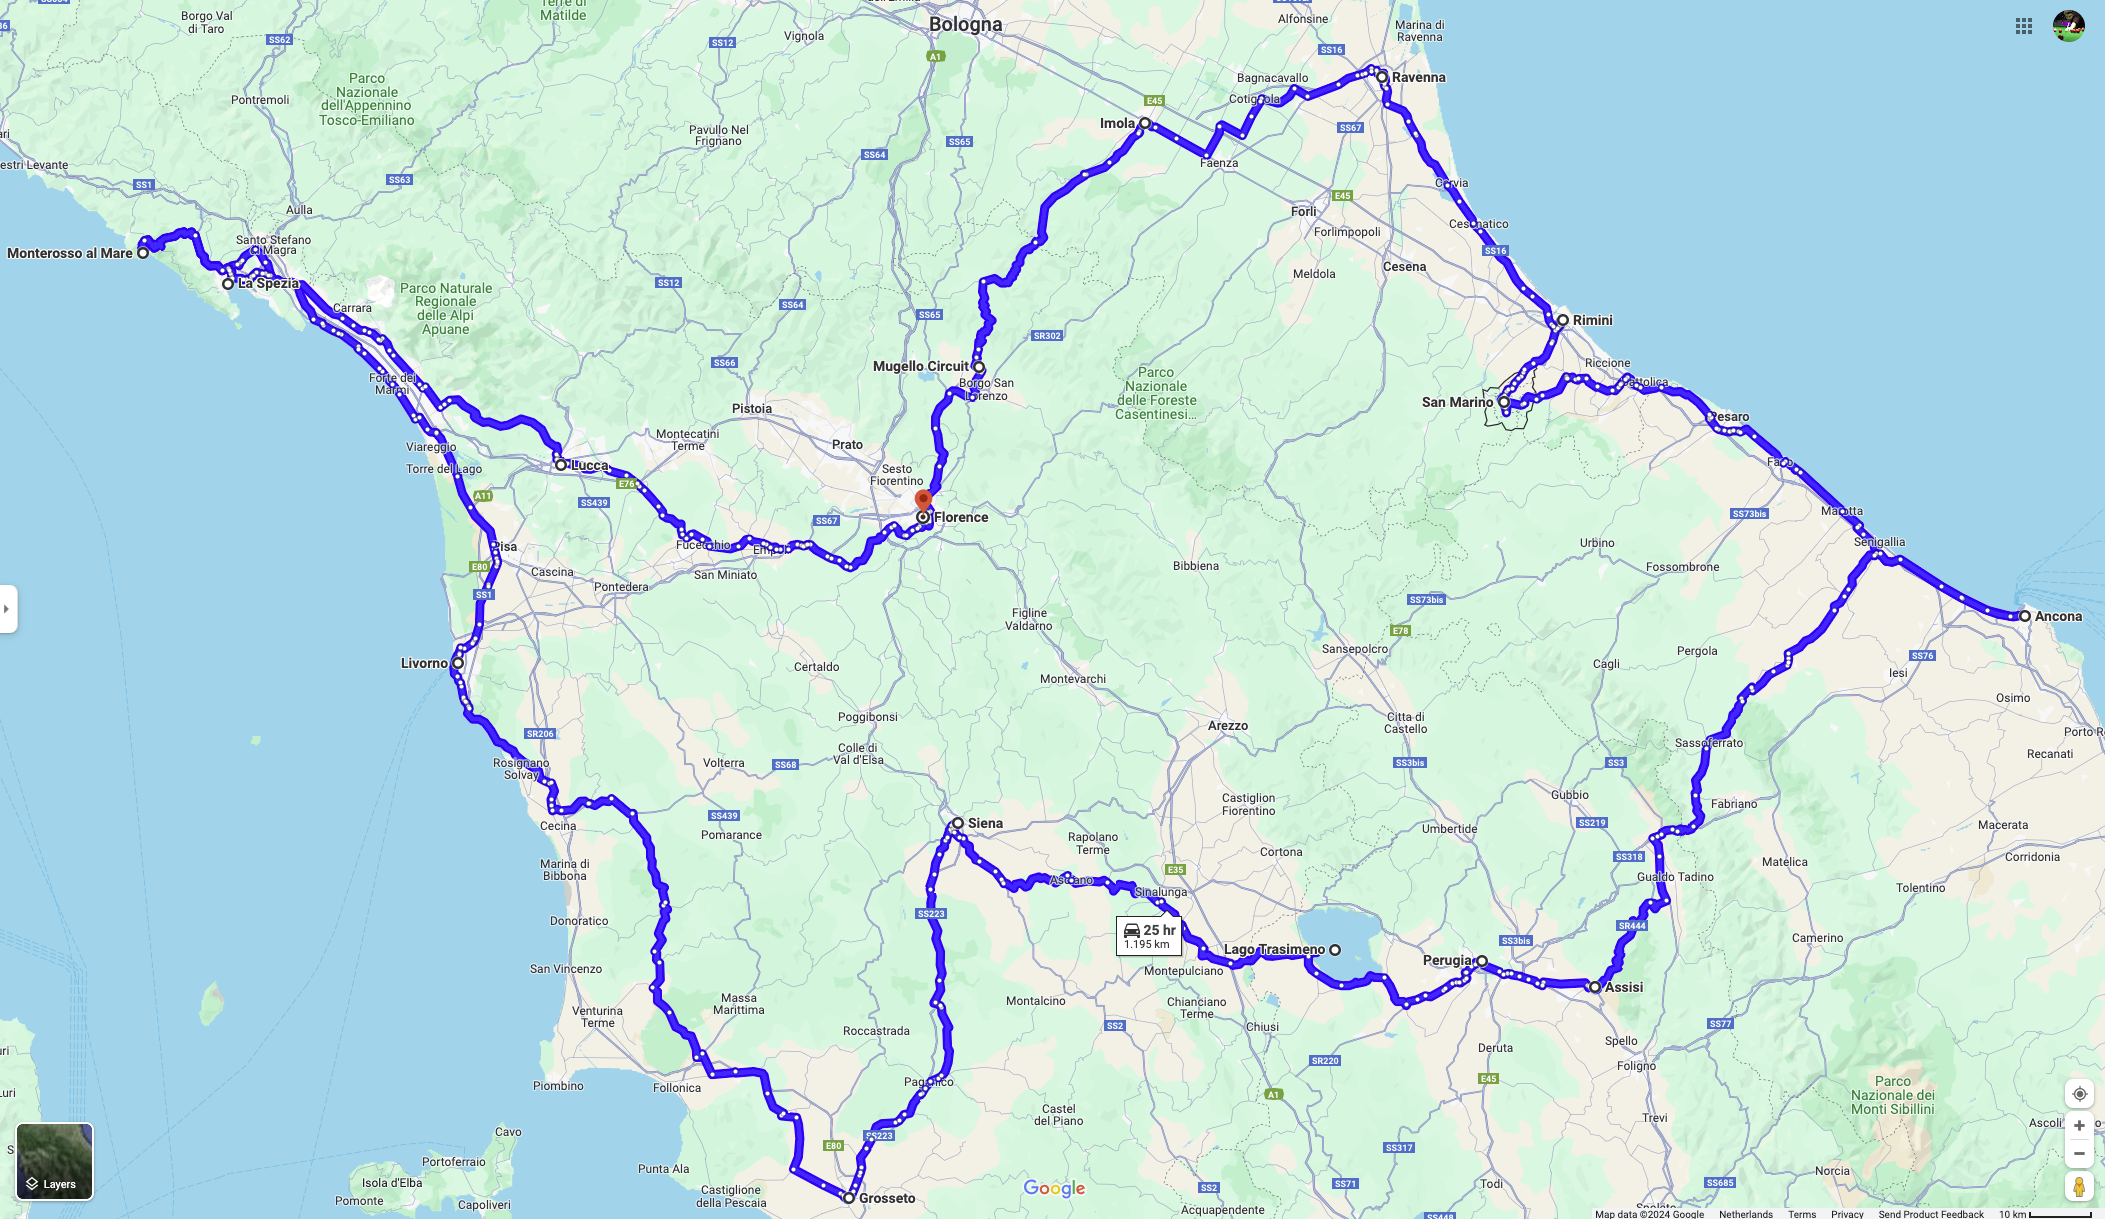 Borgo Val
di Taro
SS62
Terre di
Matilde
SS12
Vignola
Bologna
A1
Alfonsine
SS16
Marina di
Ravenna
Parco
Nazionale
dell'Appennino
Tosco-Emiliano
Pontremoli
Pavullo Nel
Frignano
SS64
SS65
E45
Imola
Bagnacavallo
Cotignola
Ravenna
SS67
Faenza
Sestri Levante
SS1
SS63
Aulla
E45
Forlì
Forlimpopoli
Cervia
Cesenatico
SS16
Monterosso al Mare
Santo Stefano
di Magra
La Spezia
Carrara
Parco Naturale
Regionale
delle Alpi
Apuane
SS12
SS64
SS65
SR302
Meldola
Cesena
Rimini
Riccione
Cattolica
San Marino
Pesaro
Fano
Mugello Circuit
Borgo San
Lorenzo
Parco
Nazionale
delle Foreste
Casentinesi...
SS66
Forte dei
Marmi
Pistoia
Prato
Montecatini
Terme
Viareggio
Torre del Lago
Lucca
E76
A11
SS439
SS67
Sesto
Fiorentino
Florence
Fucecchio
Empoli
San Miniato
Pisa
E80
Cascina
Pontedera
SS1
Bibbiena
Figline
Valdarno
SS73bis
Marotta
Senigallia
Urbino
Fossombrone
SS73bis
E78
Ancona
Livorno
Certaldo
Montevarchi
Sansepolcro
Cagli
Pergola
SS76
Iesi
Osimo
Poggibonsi
Arezzo
Citta di
Castello
Sassoferrato
Porto R
Recanati
SR206
Rosignano
Solvay
Volterra
SS68
Colle di
Val d'Elsa
SS3bis
SS3
Gubbio
Fabriano
Cecina
SS439
Pomarance
Siena
Rapolano
Terme
Castiglion
Fiorentino
Umbertide
SS219
Macerata
Corridonia
Marina di
Bibbona
Cortona
E35
SS318
Matelica
Gualdo Tadino
Tolentino
Donoratico
SS223
Asciano
Sinalunga
SR444
25 hr
1.195 km
Lago Trasimeno
Perugia
SS3bis
Camerino
San Vincenzo
Montepulciano
Assisi
Massa
Marittima
Venturina
Terme
Roccastrada
Montalcino
Chianciano
Terme
SS2
Chiusi
SS77
Spello
Foligno
Deruta
SR220
E45
Piombino
Follonica
Paganico
A1
Castel
del Piano
Parco
Nazionale dei
Monti Sibillini
Trevi
Ascoli
Cavo
Portoferraio
Isola d'Elba
Pomonte
Capoliveri
Punta Ala
E80
SS223
SS317
Norcia
Castiglione
della Pescaia
Grosseto
Google
SS2
SS71
Todi
SS685
SS448
Acquapendente
Spoleto
Layers
Map data ©2024 Google
Netherlands
Terms
Privacy
Send Product Feedback
10 km